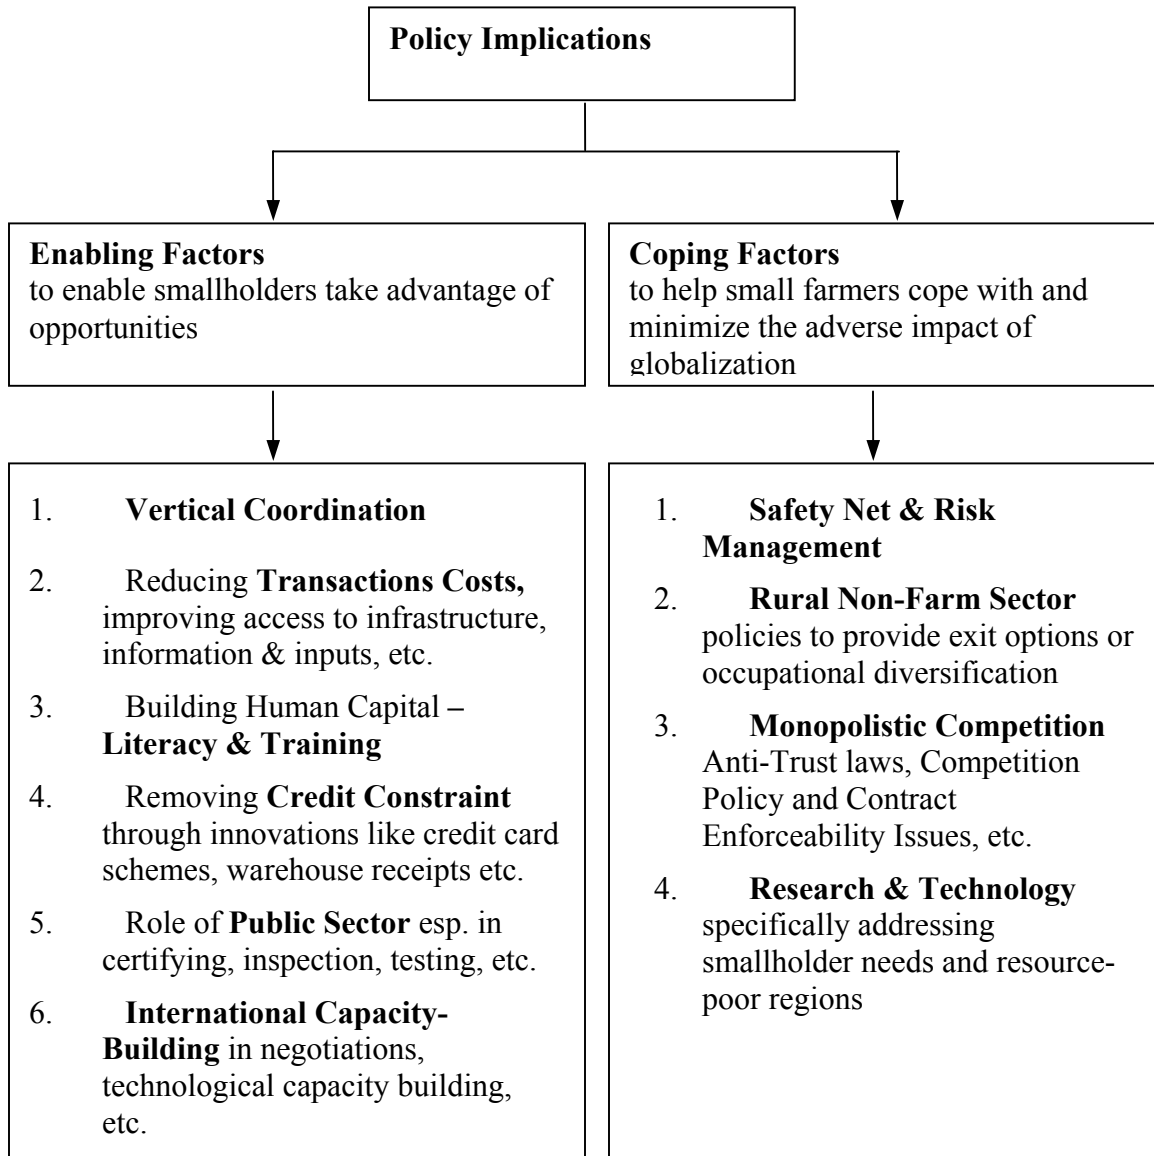 Policy Implications
Enabling Factors
to enable smallholders take advantage of
opportunities
Coping Factors
to help small farmers cope with and
minimize the adverse impact of
globalization
1. Vertical Coordination
2. Reducing Transactions Costs,
improving access to infrastructure,
information & inputs, etc.
3. Building Human Capital –
Literacy & Training
4. Removing Credit Constraint
through innovations like credit card
schemes, warehouse receipts etc.
5. Role of Public Sector esp. in
certifying, inspection, testing, etc.
6. International Capacity-
Building in negotiations,
technological capacity building,
etc.
1. Safety Net & Risk
Management
2. Rural Non-Farm Sector
policies to provide exit options or
occupational diversification
3. Monopolistic Competition
Anti-Trust laws, Competition
Policy and Contract
Enforceability Issues, etc.
4. Research & Technology
specifically addressing
smallholder needs and resource-
poor regions